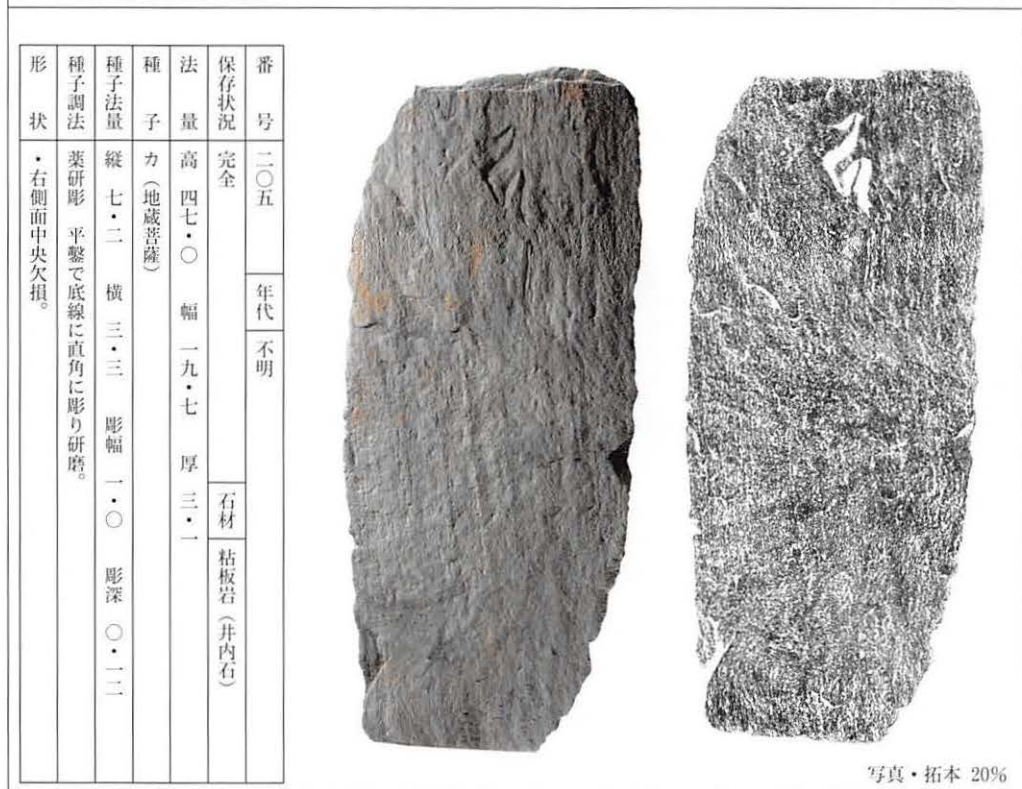 番号 二〇五 年代 不明
保存状況 完全 石材 粘板岩（井内石）
法量 高 四七・〇 幅 一九・七 厚 三・一
種子 カ（地蔵菩薩）
種子法量 縦 七・二 横 三・三 彫幅 一・〇 彫深 〇・一二
種子調法 薬研彫 平鑿で底線に直角に彫り研磨。
形状 ・右側面中央欠損。
写真・拓本 20%